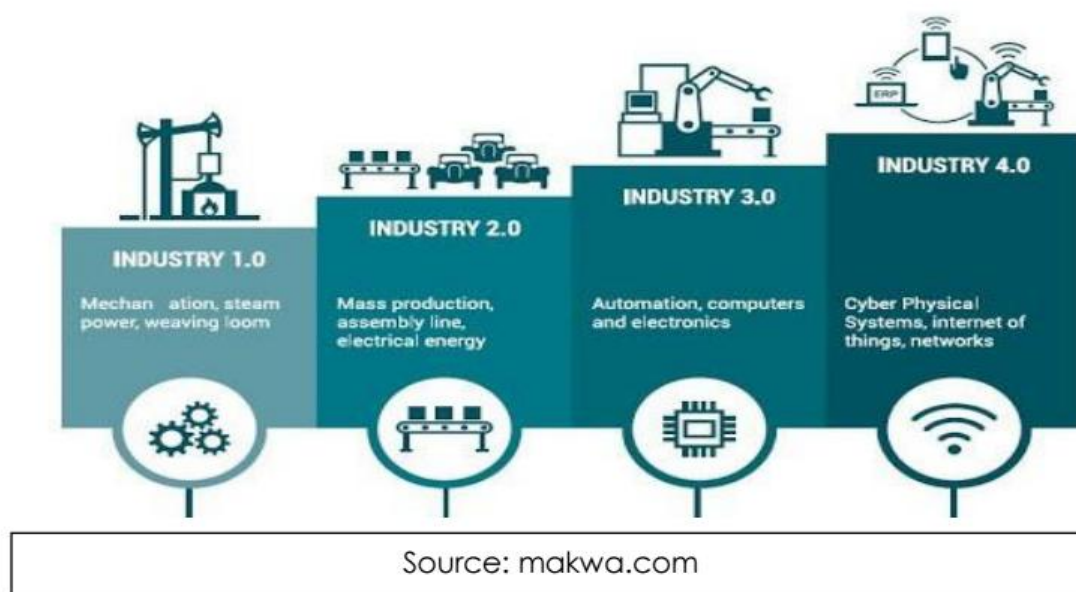 ERP
INDUSTRY 1.0
Mechan ation, steam
power, weaving loom
INDUSTRY 2.0
Mass production,
assembly line,
electrical energy
INDUSTRY 3.0
Automation, computers
and electronics
INDUSTRY 4.0
Cyber Physical
Systems, internet of
things, networks
Source: makwa.com